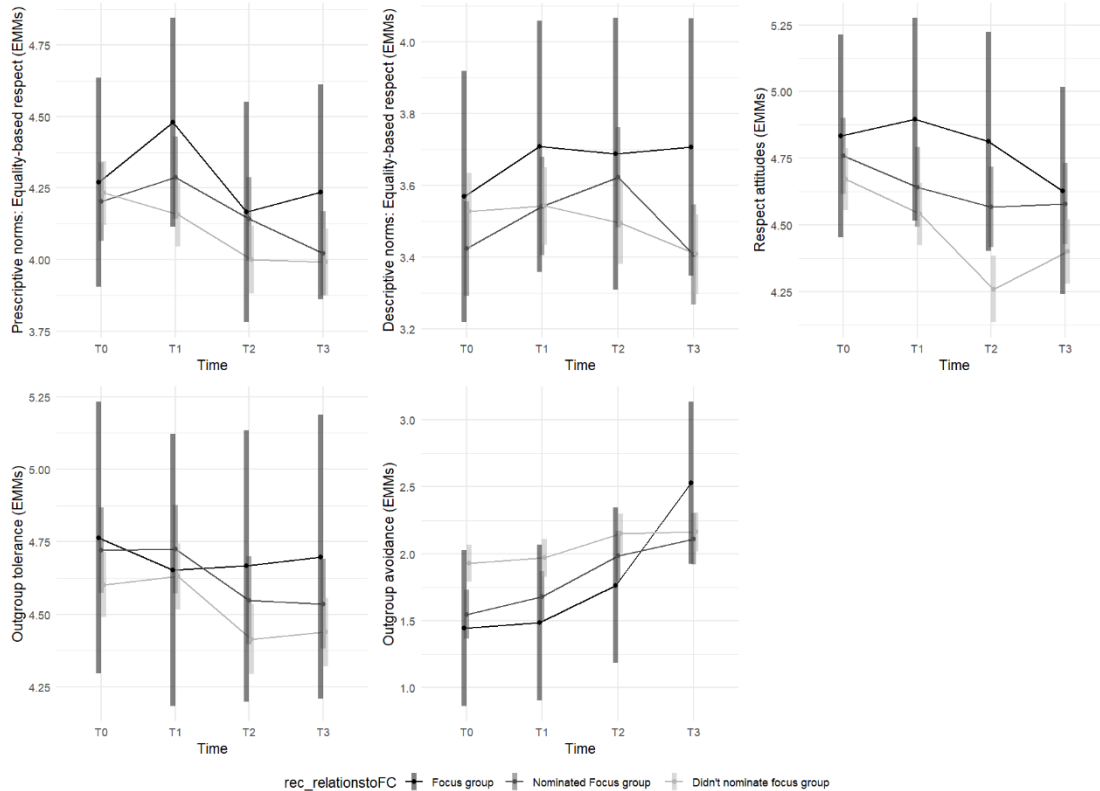 Prescriptive norms: Equality-based respect (EMMs)
4.75
4.50
4.25
4.00
3.75
T0 T1 T2 T3
Time
Descriptive norms: Equality-based respect (EMMs)
4.0
3.8
3.6
3.4
3.2
T0 T1 T2 T3
Time
Respect attitudes (EMMs)
5.25
5.00
4.75
4.50
4.25
T0 T1 T2 T3
Time
Outgroup tolerance (EMMs)
5.25
5.00
4.75
4.50
4.25
T0 T1 T2 T3
Time
Outgroup avoidance (EMMs)
3.0
2.5
2.0
1.5
1.0
T0 T1 T2 T3
Time
rec_relationstoFC Focus group Nominated Focus group Didn't nominate focus group